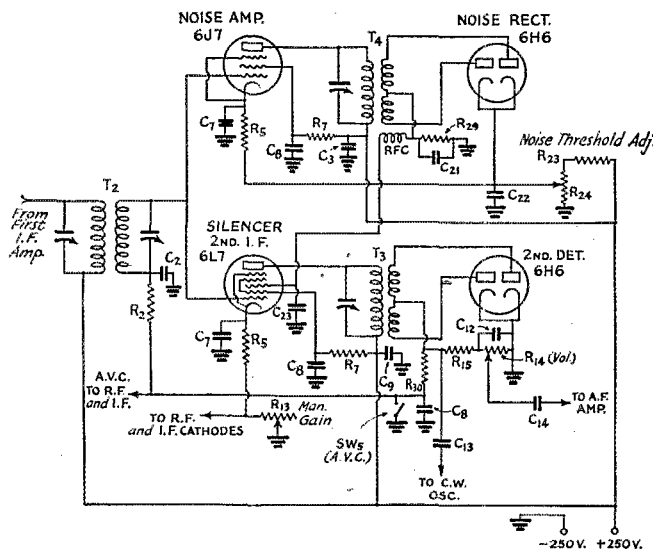 NOISE AMP.
6J7
T4
NOISE RECT.
6H6
C7
R5
R7
C8
C3
RFC
R29
C21
Noise Threshold Adj.
R23
R24
C22
T2
From
First
I.F.
Amp.
C2
R2
SILENCER
2ND. I.F.
6L7
T3
2ND. DET.
6H6
C23
C7
R5
C8
R7
C9
R30
R15
C12
R14 (Vol.)
A.V.C.
TO R.F.
and I.F.
R13
Man.
Gain
TO R.F.
and I.F. CATHODES
SW5
(A.V.C.)
C8
C13
C14
TO A.F.
AMP.
TO C.W.
OSC.
-250V. +250V.